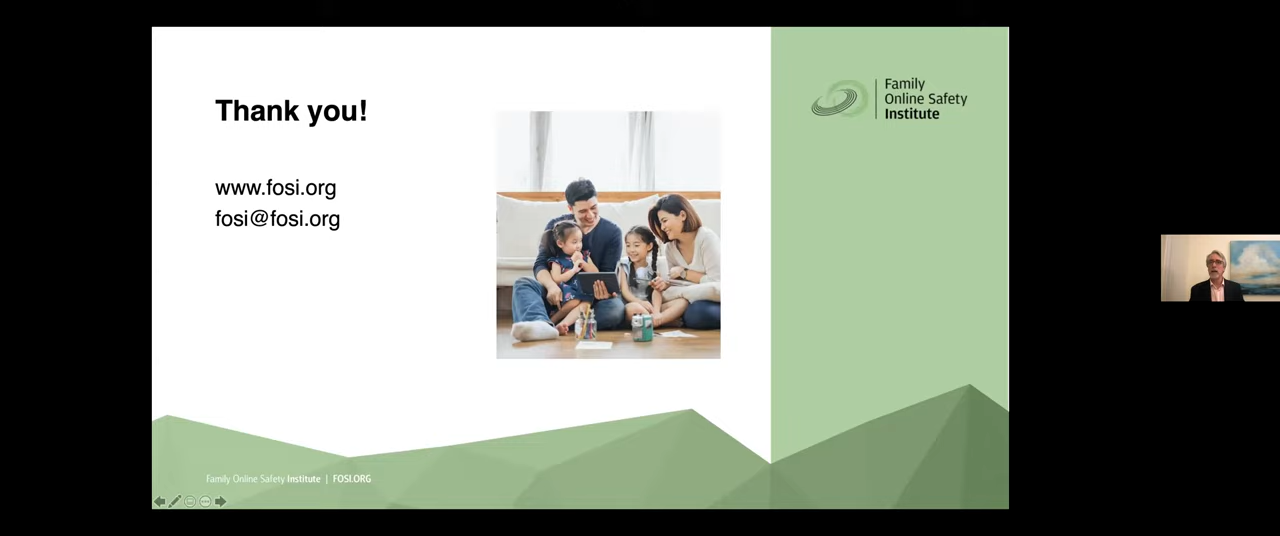 Thank you!
www.fosi.org
fosi@fosi.org
Family
Online Safety
Institute
Family Online Safety Institute | FOSI.ORG